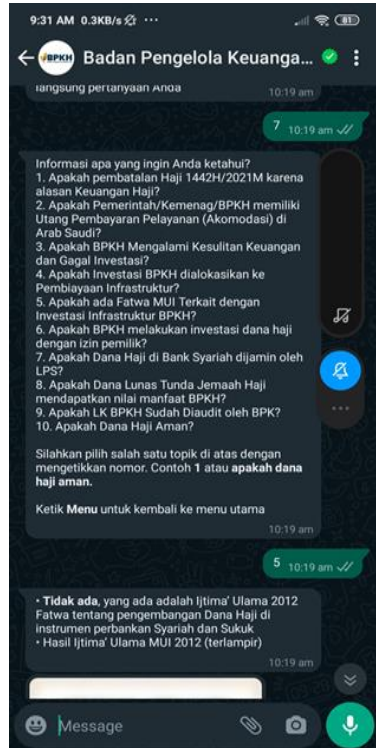 9:31 AM 0.3KB/s ··· 81
BPKH Badan Pengelola Keuanga...
langsung pertanyaan Anda
10:19 am
7 10:19 am
Informasi apa yang ingin Anda ketahui?
1. Apakah pembatalan Haji 1442H/2021M karena
alasan Keuangan Haji?
2. Apakah Pemerintah/Kemenag/BPKH memiliki
Utang Pembayaran Pelayanan (Akomodasi) di
Arab Saudi?
3. Apakah BPKH Mengalami Kesulitan Keuangan
dan Gagal Investasi?
4. Apakah Investasi BPKH dialokasikan ke
Pembiayaan Infrastruktur?
5. Apakah ada Fatwa MUI Terkait dengan
Investasi Infrastruktur BPKH?
6. Apakah BPKH melakukan investasi dana haji
dengan izin pemilik?
7. Apakah Dana Haji di Bank Syariah dijamin oleh
LPS?
8. Apakah Dana Lunas Tunda Jemaah Haji
mendapatkan nilai manfaat BPKH?
9. Apakah LK BPKH Sudah Diaudit oleh BPK?
10. Apakah Dana Haji Aman?
Silahkan pilih salah satu topik di atas dengan
mengetikkan nomor. Contoh 1 atau apakah dana
haji aman.
Ketik Menu untuk kembali ke menu utama
10:19 am
5 10:19 am
• Tidak ada, yang ada adalah Ijtima' Ulama 2012
Fatwa tentang pengembangan Dana Haji di
instrumen perbankan Syariah dan Sukuk
• Hasil Ijtima' Ulama MUI 2012 (terlampir)
10:19 am
Message